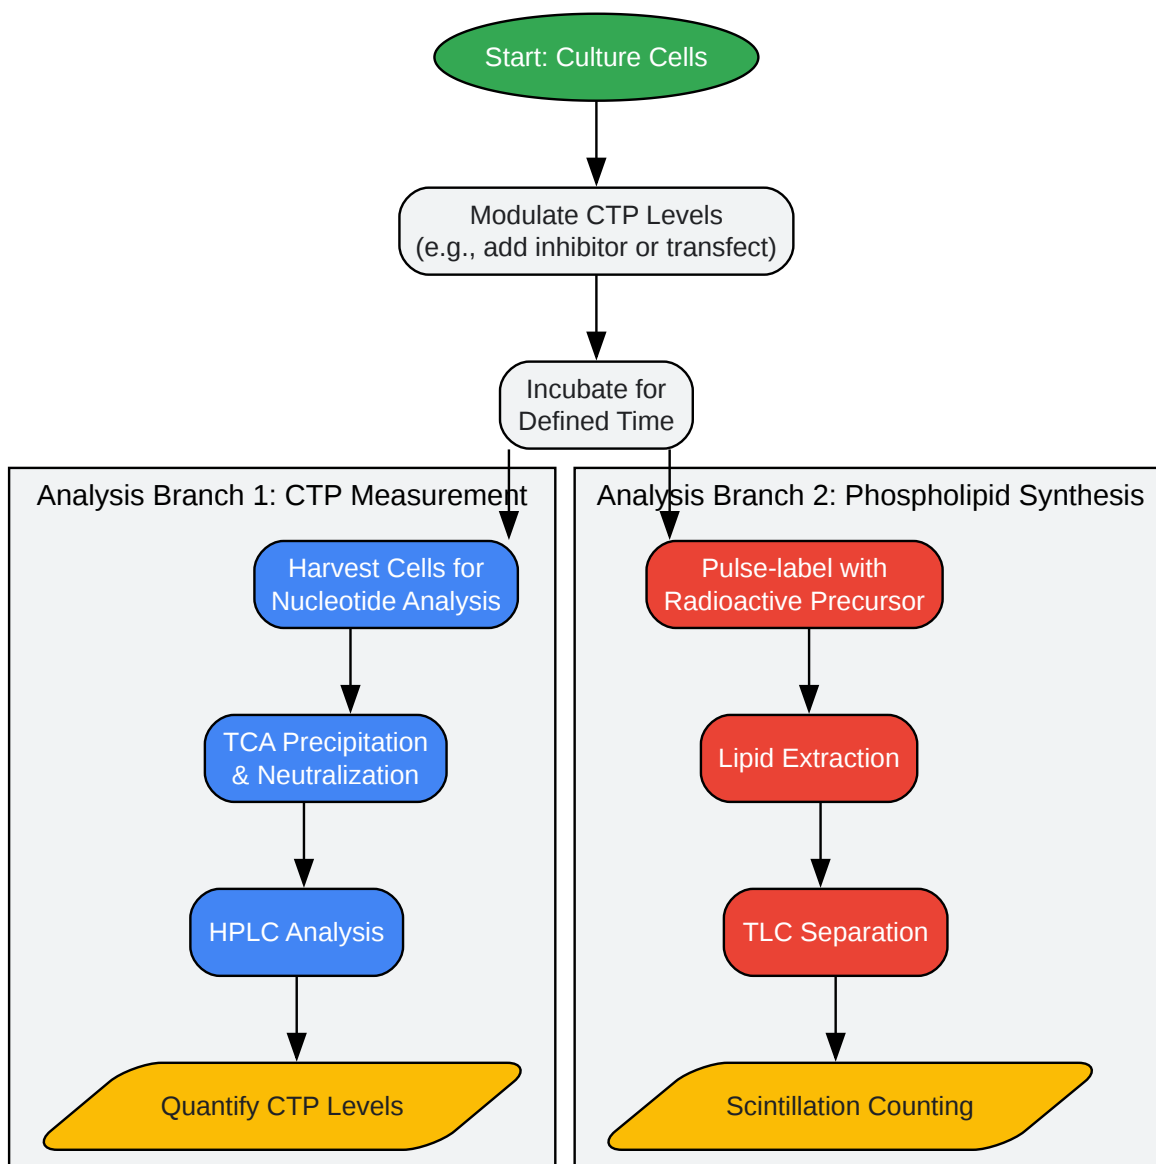 Start: Culture Cells
Modulate CTP Levels
(e.g., add inhibitor or transfect)
Incubate for
Defined Time
Analysis Branch 1: CTP Measurement
Harvest Cells for
Nucleotide Analysis
TCA Precipitation
& Neutralization
HPLC Analysis
Quantify CTP Levels
Analysis Branch 2: Phospholipid Synthesis
Pulse-label with
Radioactive Precursor
Lipid Extraction
TLC Separation
Scintillation Counting